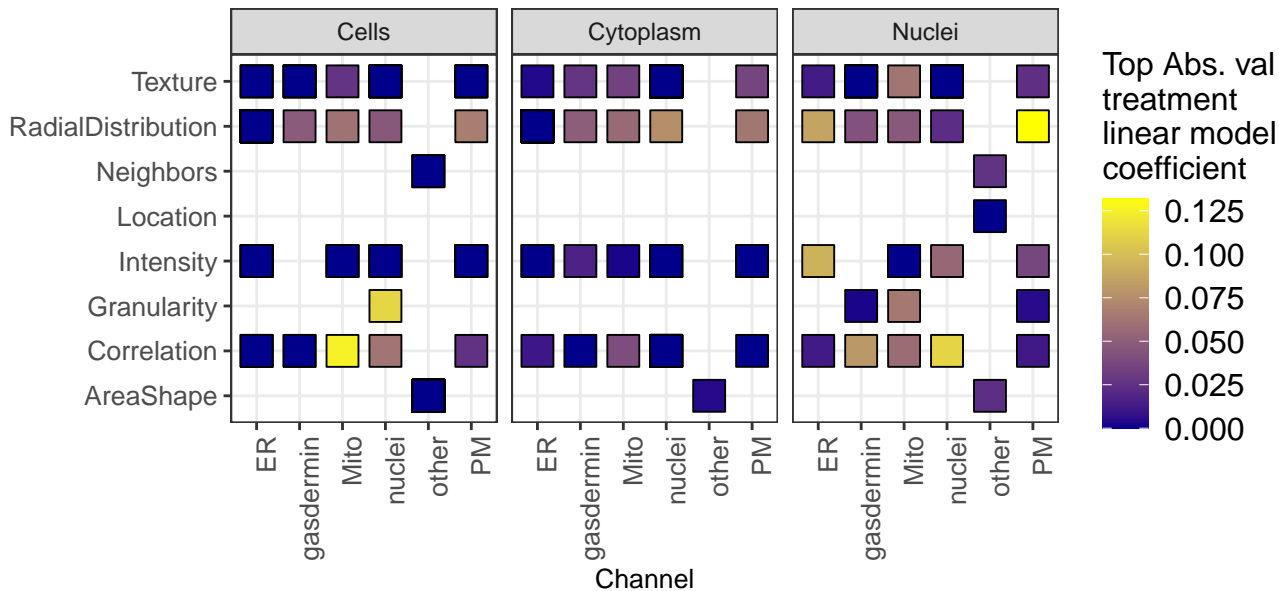 Cells
Cytoplasm
Nuclei
Texture
RadialDistribution
Neighbors
Location
Intensity
Granularity
Correlation
AreaShape
ER
gasdermin
Mito
nuclei
other
PM
ER
gasdermin
Mito
nuclei
other
PM
ER
gasdermin
Mito
nuclei
other
PM
Channel
Top Abs. val
treatment
linear model
coefficient
0.125
0.100
0.075
0.050
0.025
0.000